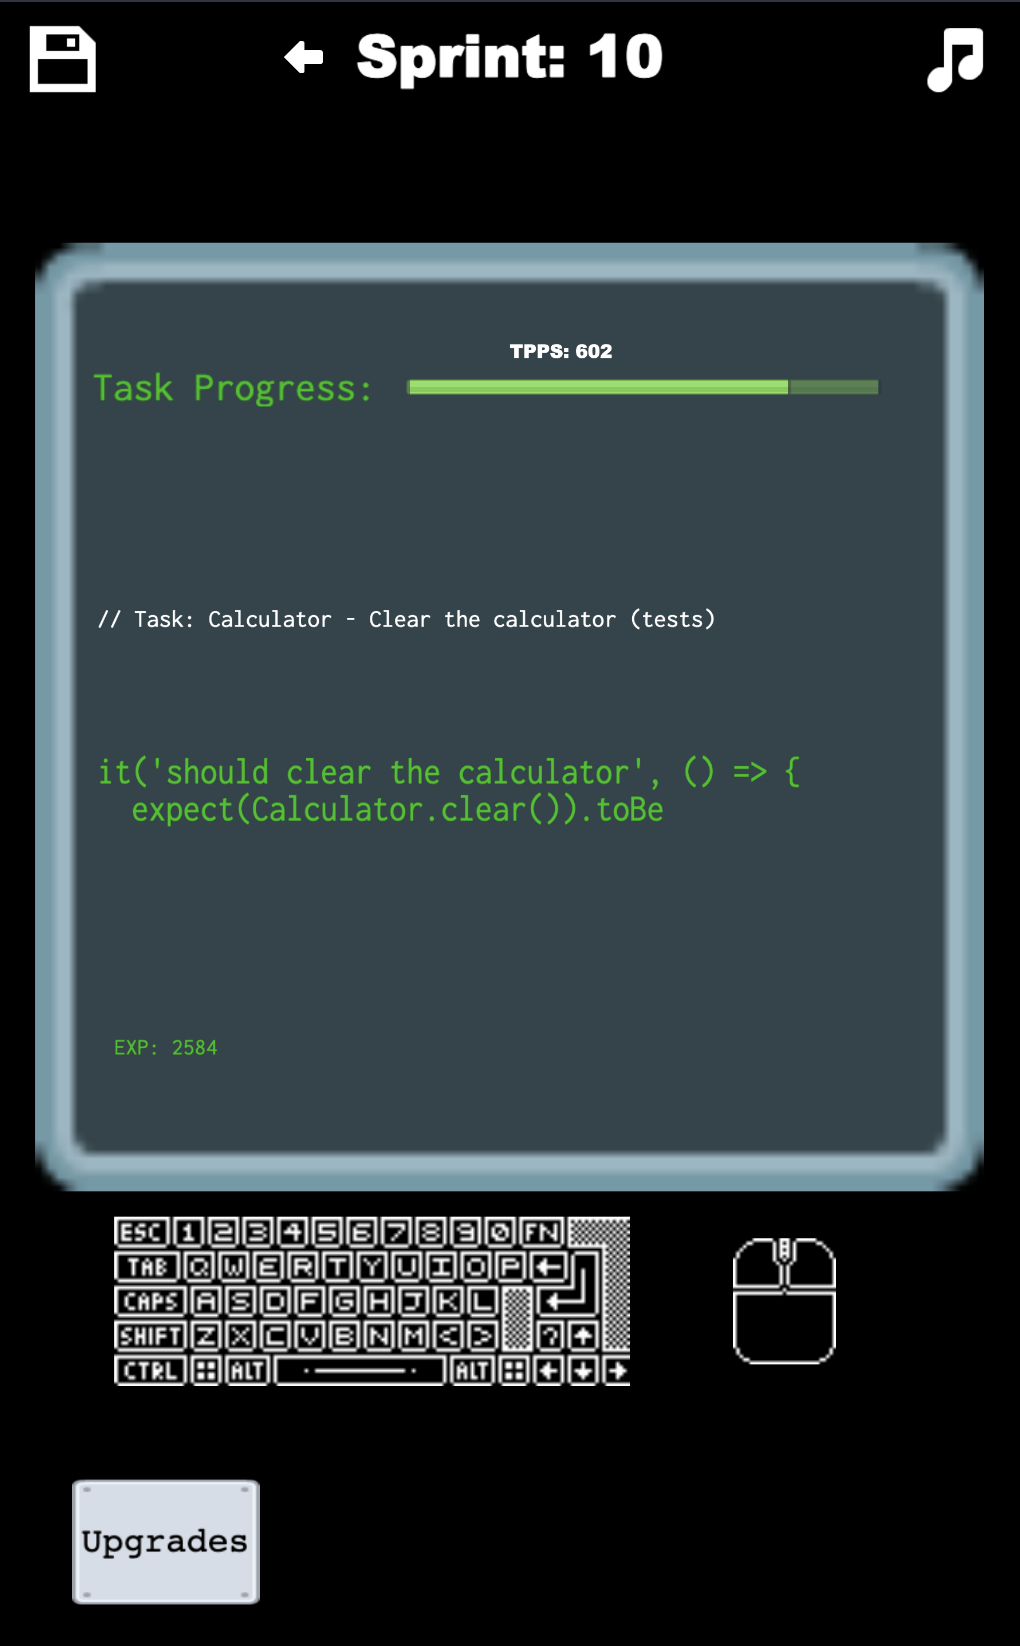 Sprint: 10
TPPS: 602
Task Progress:
// Task: Calculator - Clear the calculator (tests)
it('should clear the calculator', () => {
expect(Calculator.clear()).toBe
EXP: 2584
ESC 1 2 3 4 5 6 7 8 9 0 FN
TAB Q W E R T Y U I O P ←
CAPS A S D F G H J K L
SHIFT Z X C V B N M < > ? ↑
CTRL ALT ALT ← ↓ →
Upgrades